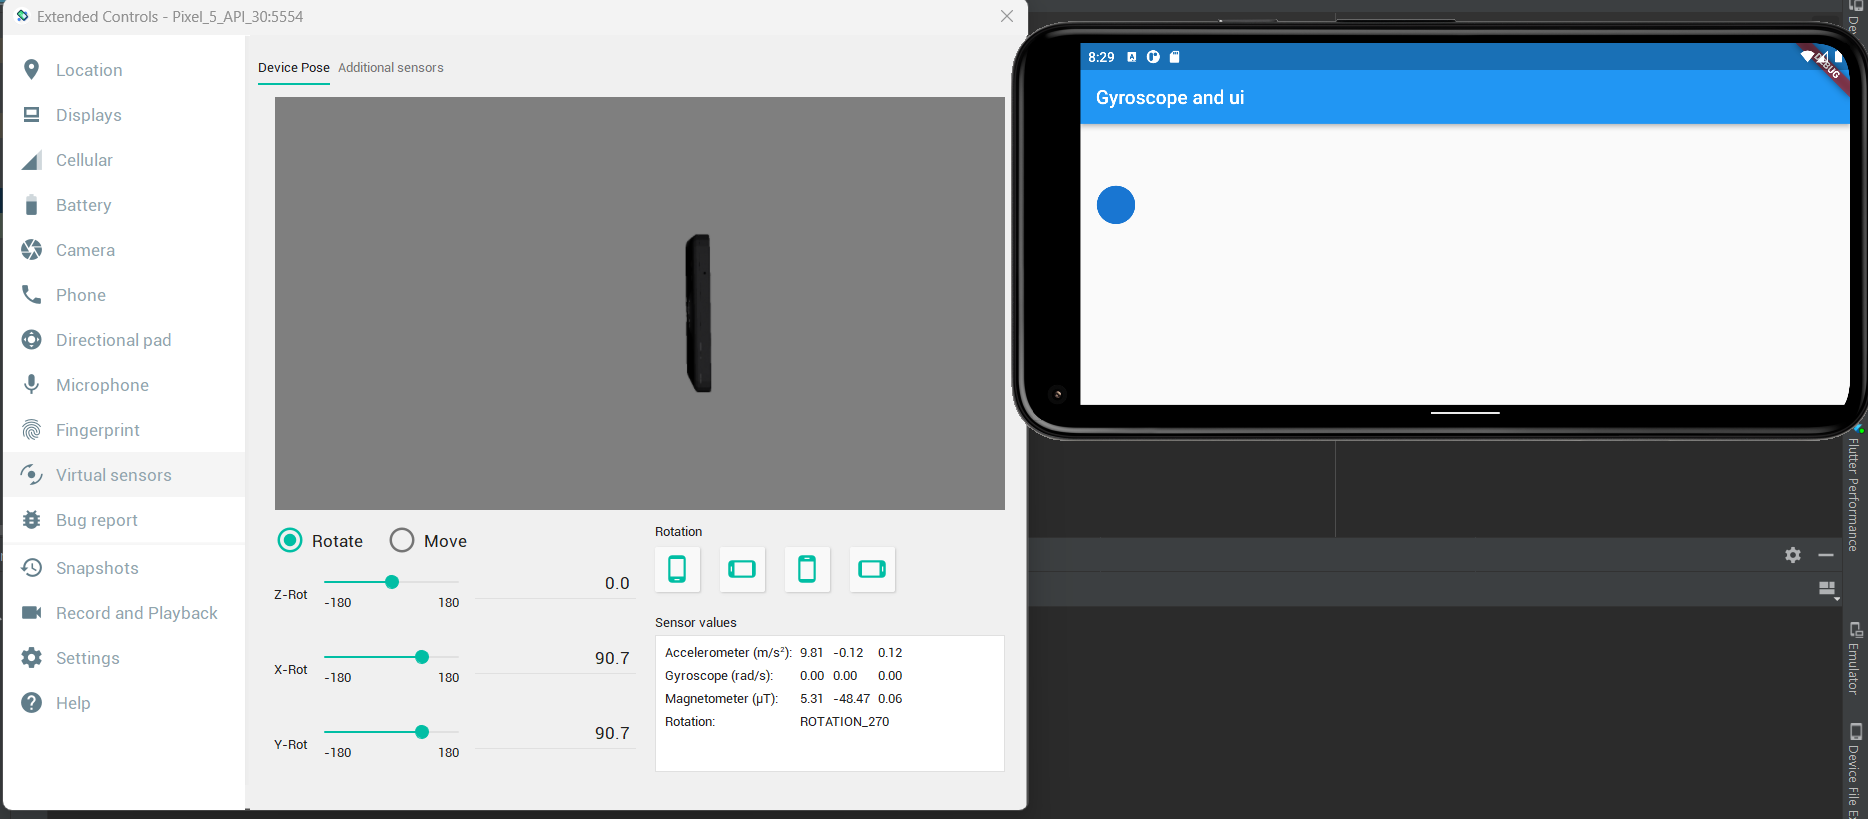 Extended Controls - Pixel_5_API_30:5554
Location
Displays
Cellular
Battery
Camera
Phone
Directional pad
Microphone
Fingerprint
Virtual sensors
Bug report
Snapshots
Record and Playback
Settings
Help
Device Pose Additional sensors
Rotate Move
Z-Rot -180 180 0.0
X-Rot -180 180 90.7
Y-Rot -180 180 90.7
Rotation
Sensor values
Accelerometer (m/s²): 9.81 -0.12 0.12
Gyroscope (rad/s): 0.00 0.00 0.00
Magnetometer (μT): 5.31 -48.47 0.06
Rotation: ROTATION_270
8:29
DEBUG
Gyroscope and ui
Flutter Performance
Emulator
Device File